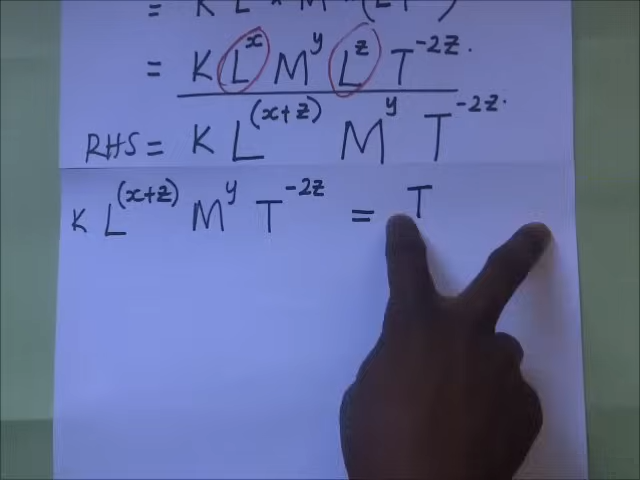 = K L^x M^y L^z T^-2z.
RHS = K L^(x+z) M^y T^-2z.
K L^(x+z) M^y T^-2z = T